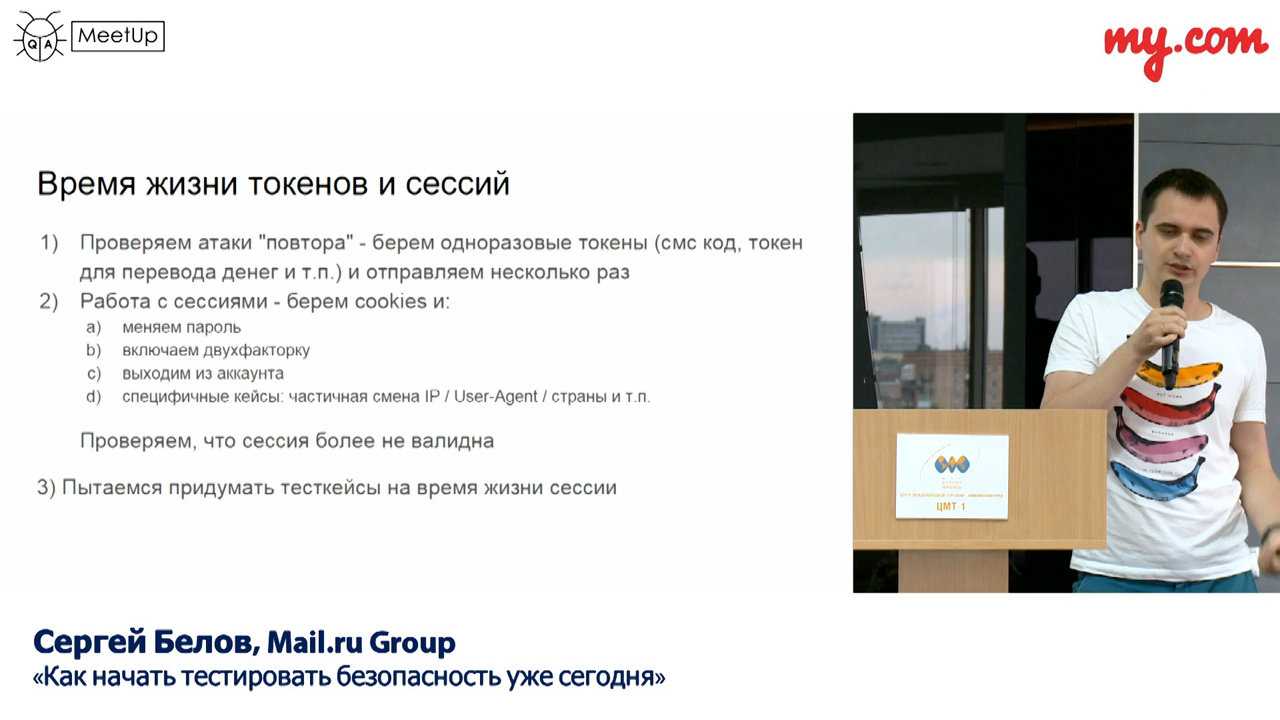 QA MeetUp
my.com
Время жизни токенов и сессий
1) Проверяем атаки "повтора" - берем одноразовые токены (смс код, токен
для перевода денег и т.п.) и отправляем несколько раз
2) Работа с сессиями - берем cookies и:
a) меняем пароль
b) включаем двухфакторку
c) выходим из аккаунта
d) специфичные кейсы: частичная смена IP / User-Agent / страны и т.п.
Проверяем, что сессия более не валидна
3) Пытаемся придумать тесткейсы на время жизни сессии
ЦМТ-1
Сергей Белов, Mail.ru Group
«Как начать тестировать безопасность уже сегодня»